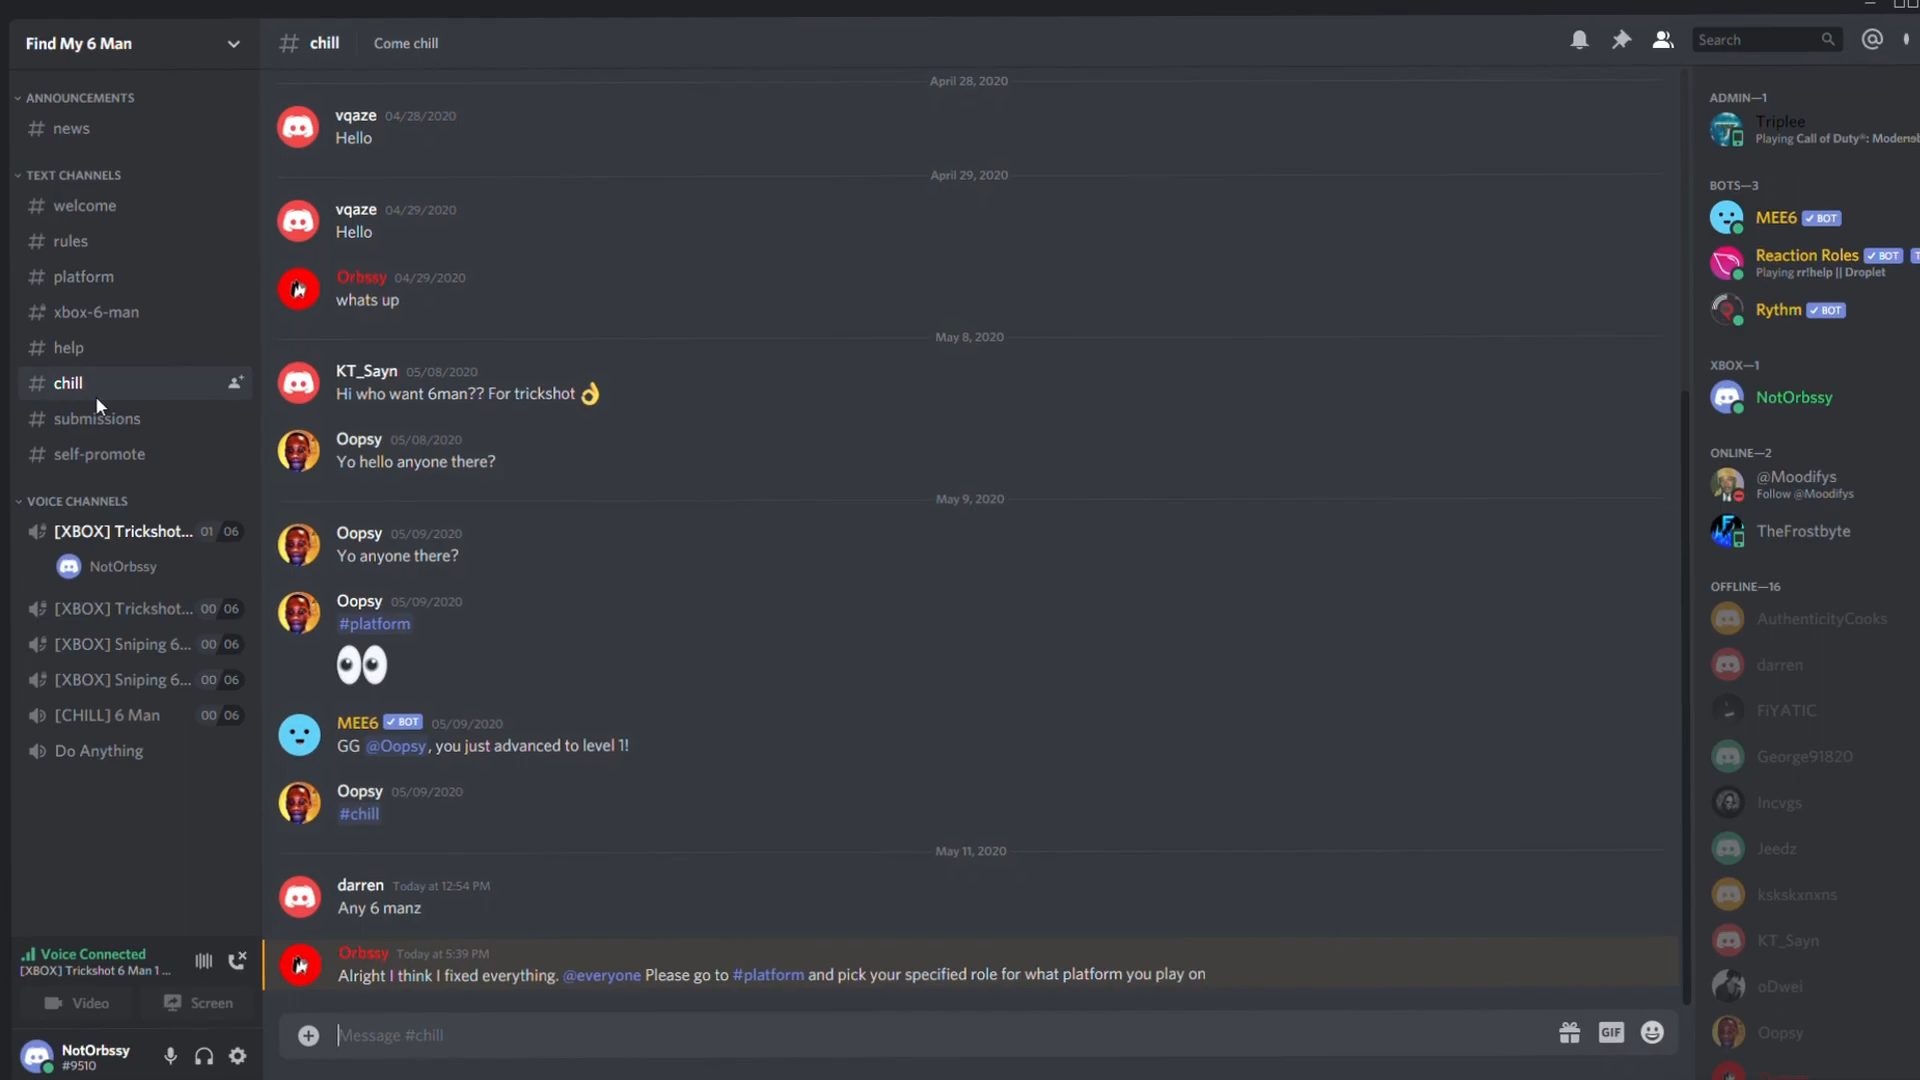 Find My 6 Man
ANNOUNCEMENTS
news
TEXT CHANNELS
welcome
rules
platform
xbox-6-man
help
chill
submissions
self-promote
VOICE CHANNELS
[XBOX] Trickshot... 01 06
NotOrbssy
[XBOX] Trickshot... 00 06
[XBOX] Sniping 6... 00 06
[XBOX] Sniping 6... 00 06
[CHILL] 6 Man 00 06
Do Anything
Voice Connected
[XBOX] Trickshot 6 Man 1 ...
Video Screen
NotOrbssy
#9510
# chill Come chill
Search
April 28, 2020
vqaze 04/28/2020
Hello
April 29, 2020
vqaze 04/29/2020
Hello
Orbssy 04/29/2020
whats up
May 8, 2020
KT_Sayn 05/08/2020
Hi who want 6man?? For trickshot 👌
Oopsy 05/08/2020
Yo hello anyone there?
May 9, 2020
Oopsy 05/09/2020
Yo anyone there?
Oopsy 05/09/2020
#platform
👀
MEE6 ✓ BOT 05/09/2020
GG @Oopsy, you just advanced to level 1!
Oopsy 05/09/2020
#chill
May 11, 2020
darren Today at 12:54 PM
Any 6 manz
Orbssy Today at 5:39 PM
Alright I think I fixed everything. @everyone Please go to #platform and pick your specified role for what platform you play on
Message #chill
GIF
ADMIN—1
Triplee
Playing Call of Duty®:
BOTS—3
MEE6 ✓ BOT
Reaction Roles ✓ BOT
Playing rr!help || Droplet
Rythm ✓ BOT
XBOX—1
NotOrbssy
ONLINE—2
@Moodifys
Follow @Moodifys
TheFrostbyte
OFFLINE—16
AuthenticityCooks
darren
FiYATIC
George91820
Incvgs
Jeedz
kskskxnxns
KT_Sayn
oDwei
Oopsy